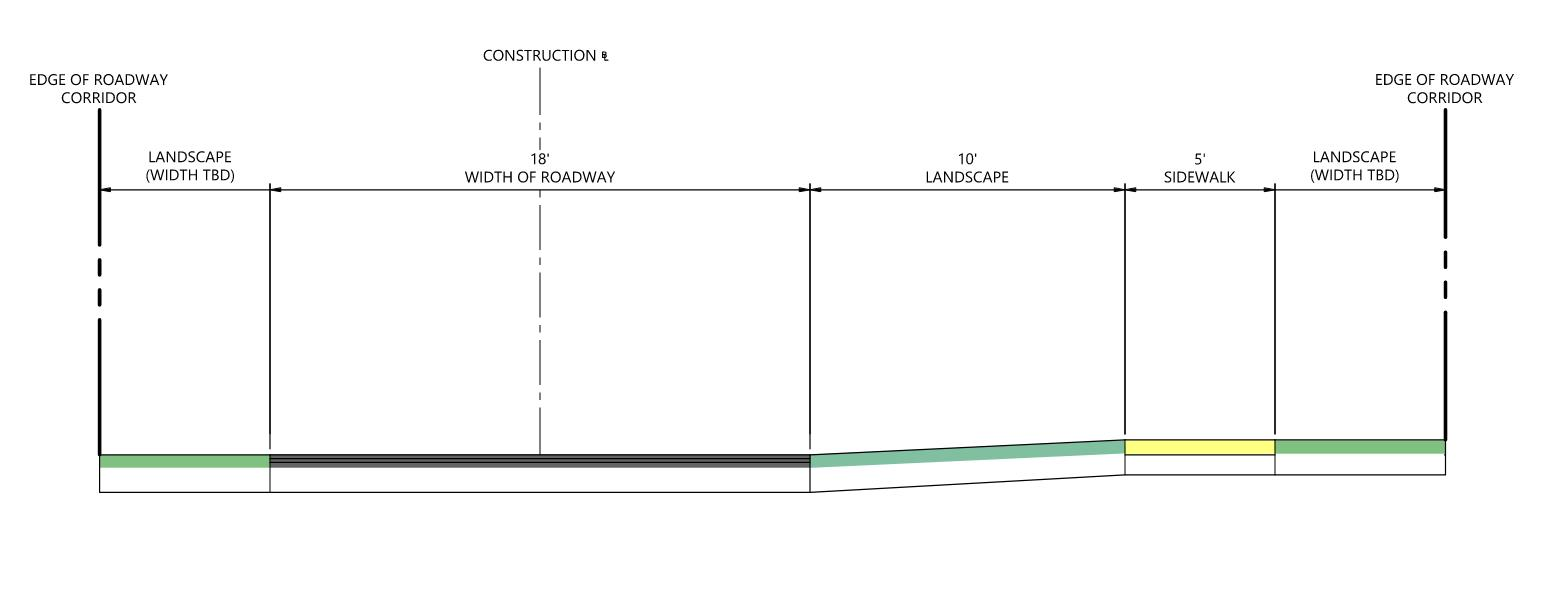 CONSTRUCTION ℄
EDGE OF ROADWAY
CORRIDOR
EDGE OF ROADWAY
CORRIDOR
LANDSCAPE
(WIDTH TBD)
18'
WIDTH OF ROADWAY
10'
LANDSCAPE
5'
SIDEWALK
LANDSCAPE
(WIDTH TBD)